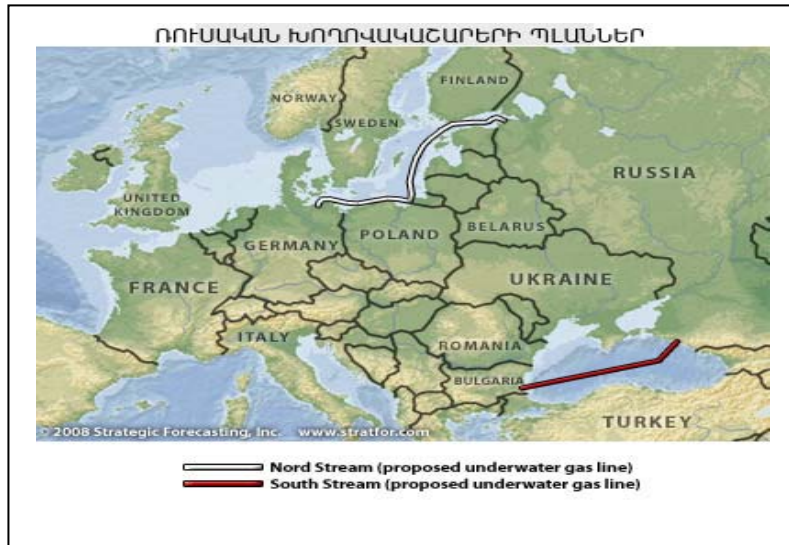 ՌՈՒՍԱԿԱՆ ԽՈՂՈՎԱԿԱՇԱՐԵՐԻ ՊԼԱՆՆԵՐ
FINLAND
NORWAY
SWEDEN
RUSSIA
UNITED
KINGDOM
BELARUS
POLAND
GERMANY
UKRAINE
FRANCE
ITALY
ROMANIA
BULGARIA
TURKEY
© 2008 Strategic Forecasting, Inc. www.stratfor.com
Nord Stream (proposed underwater gas line)
South Stream (proposed underwater gas line)